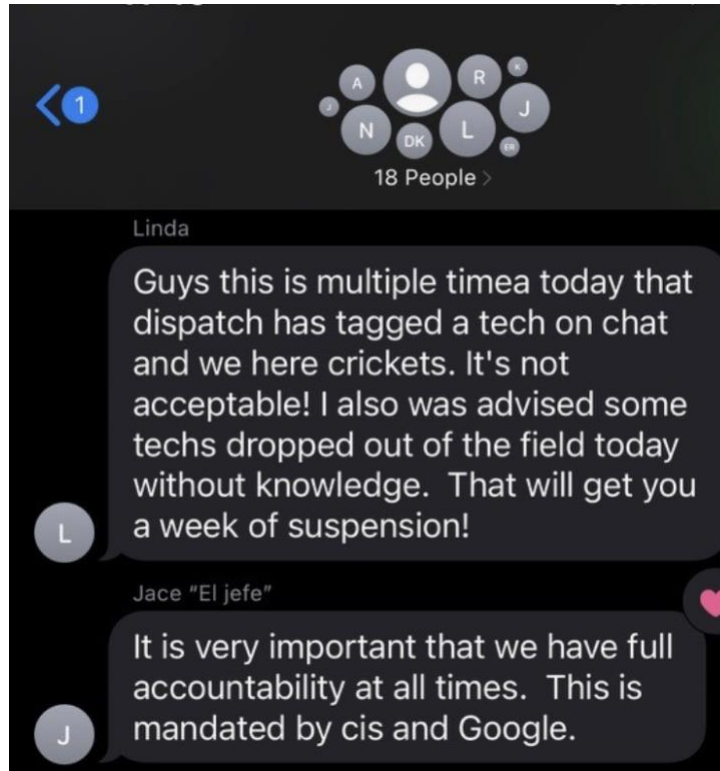 1
A
R
K
J
J
N
DK
L
ER
18 People >
Linda
Guys this is multiple timea today that
dispatch has tagged a tech on chat
and we here crickets. It's not
acceptable! I also was advised some
techs dropped out of the field today
without knowledge.  That will get you
L
a week of suspension!
Jace "El jefe"
It is very important that we have full
accountability at all times.  This is
J
mandated by cis and Google.